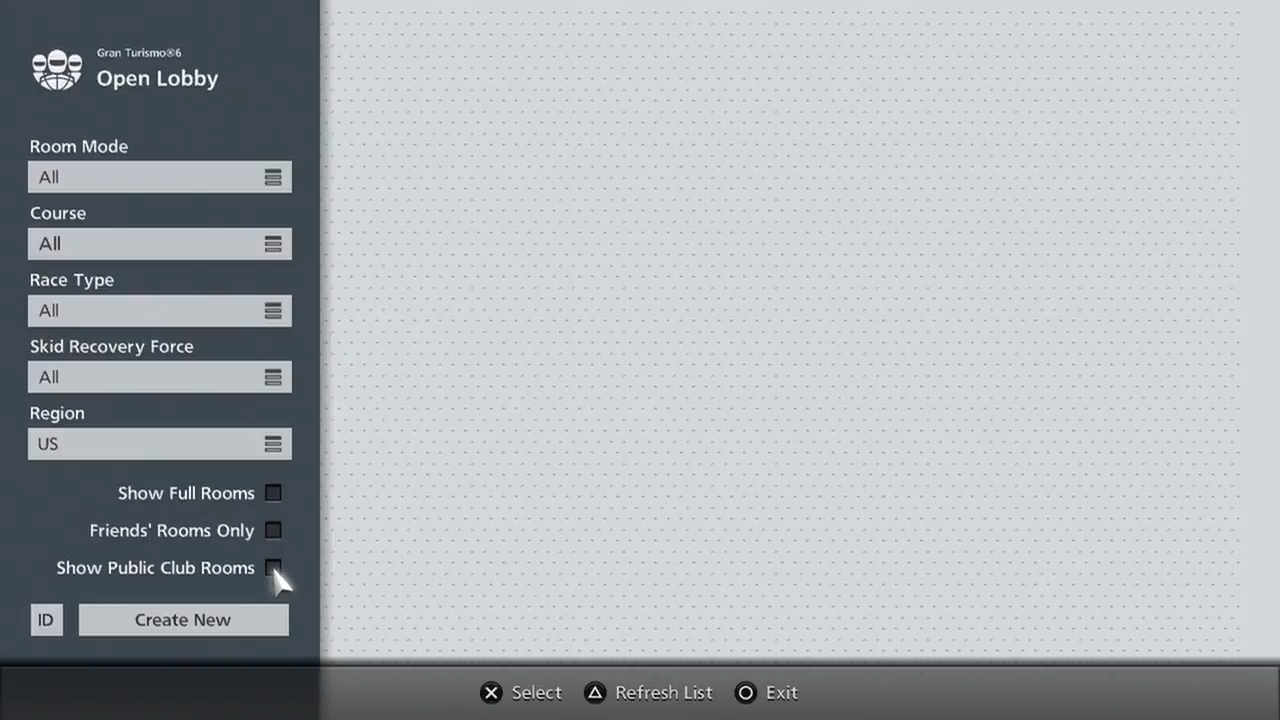 Gran Turismo®6
Open Lobby
Room Mode
All
Course
All
Race Type
All
Skid Recovery Force
All
Region
US
Show Full Rooms
Friends' Rooms Only
Show Public Club Rooms
ID
Create New
Select
Refresh List
Exit